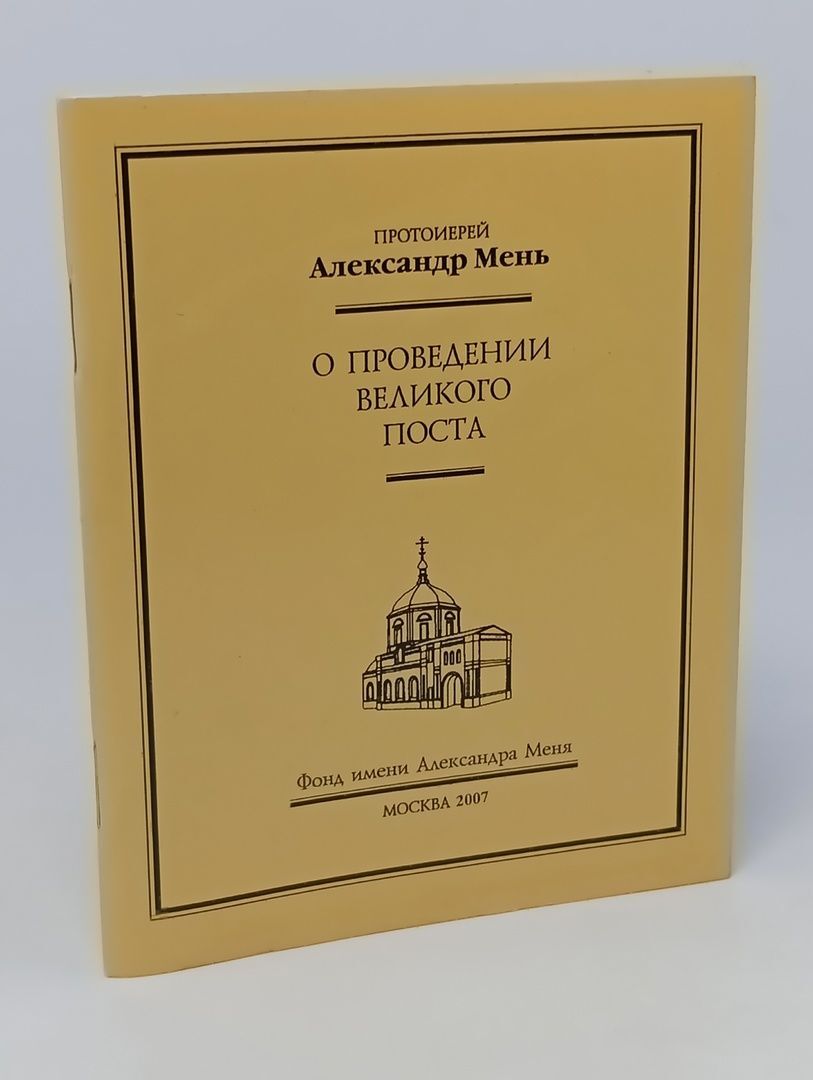 ПРОТОИЕРЕЙ
Александр Мень
О ПРОВЕДЕНИИ
ВЕЛИКОГО
ПОСТА
Фонд имени Александра Меня
МОСКВА 2007